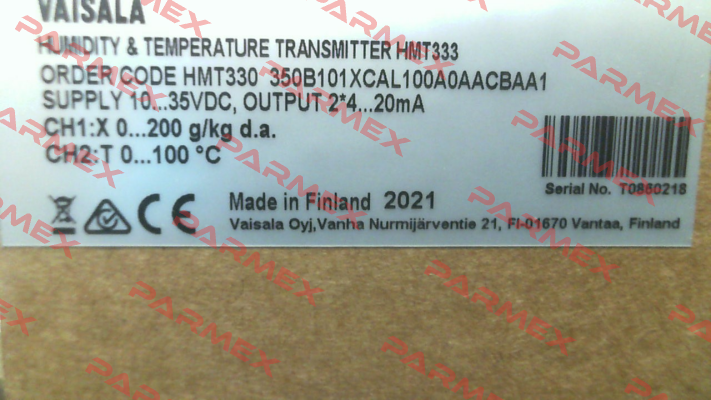 VAISALA
HUMIDITY & TEMPERATURE TRANSMITTER HMT333
ORDER CODE HMT330 350B101XCAL100A0AACBAA1
SUPPLY 10...35VDC, OUTPUT 2*4...20mA
CH1:X 0...200 g/kg d.a.
CH2:T 0...100 °C
Serial No. T0860218
CE
Made in Finland 2021
Vaisala Oyj,Vanha Nurmijärventie 21, FI-01670 Vantaa, Finland
PARMEX